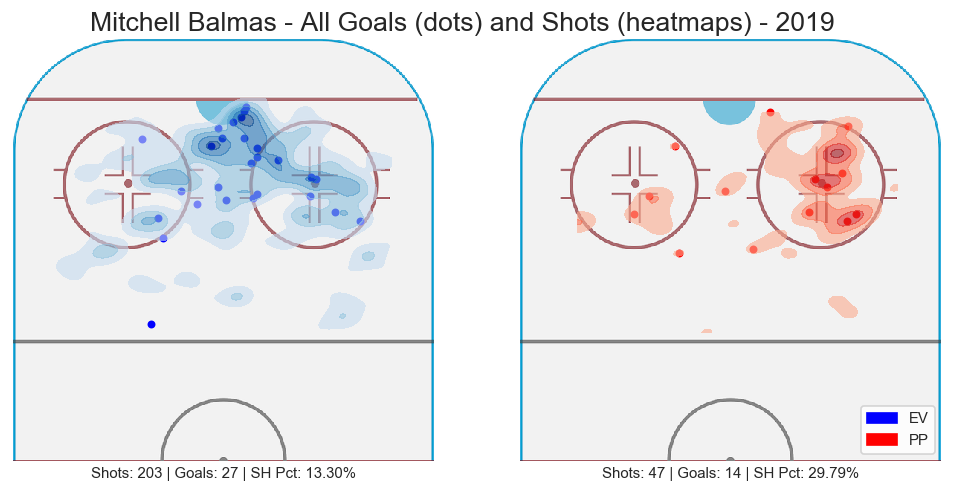 Mitchell Balmas - All Goals (dots) and Shots (heatmaps) - 2019
EV
PP
Shots: 203 | Goals: 27 | SH Pct: 13.30%
Shots: 47 | Goals: 14 | SH Pct: 29.79%